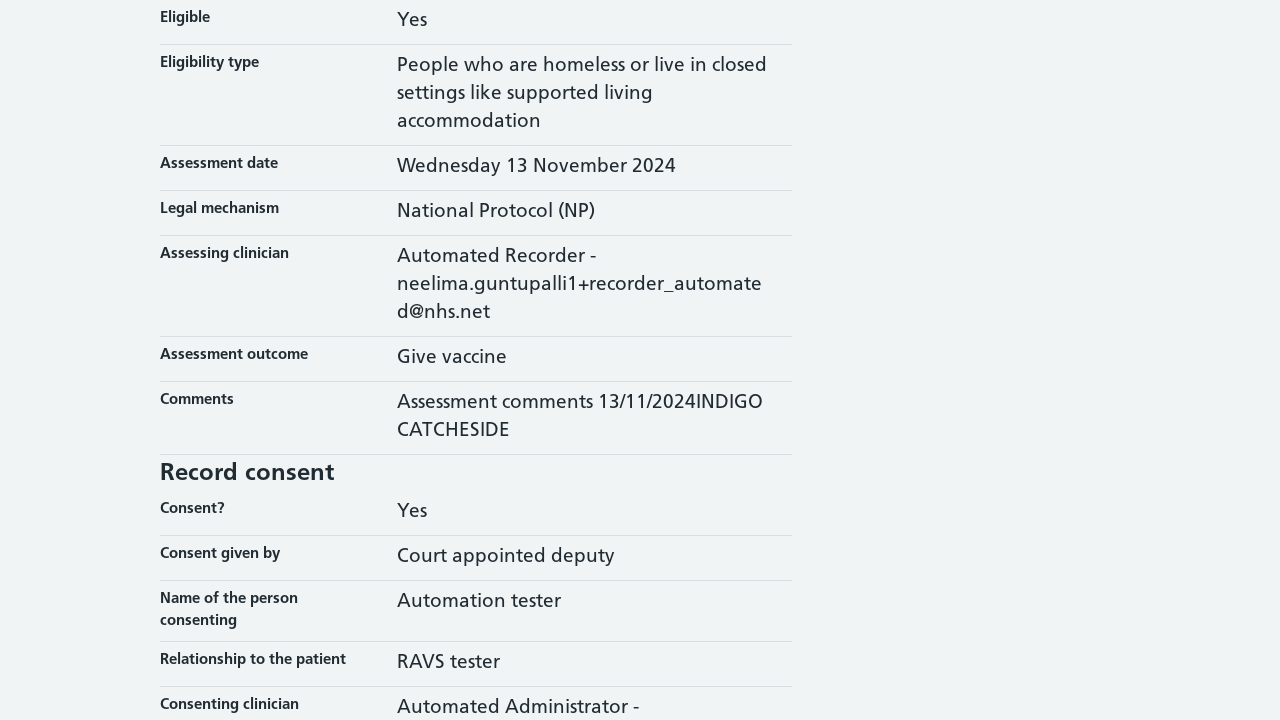 Eligible
Yes
Eligibility type
People who are homeless or live in closed
settings like supported living
accommodation
Assessment date
Wednesday 13 November 2024
Legal mechanism
National Protocol (NP)
Assessing clinician
Automated Recorder -
neelima.guntupalli1+recorder_automate
d@nhs.net
Assessment outcome
Give vaccine
Comments
Assessment comments 13/11/2024INDIGO
CATCHESIDE
Record consent
Consent?
Yes
Consent given by
Court appointed deputy
Name of the person
consenting
Automation tester
Relationship to the patient
RAVS tester
Consenting clinician
Automated Administrator -